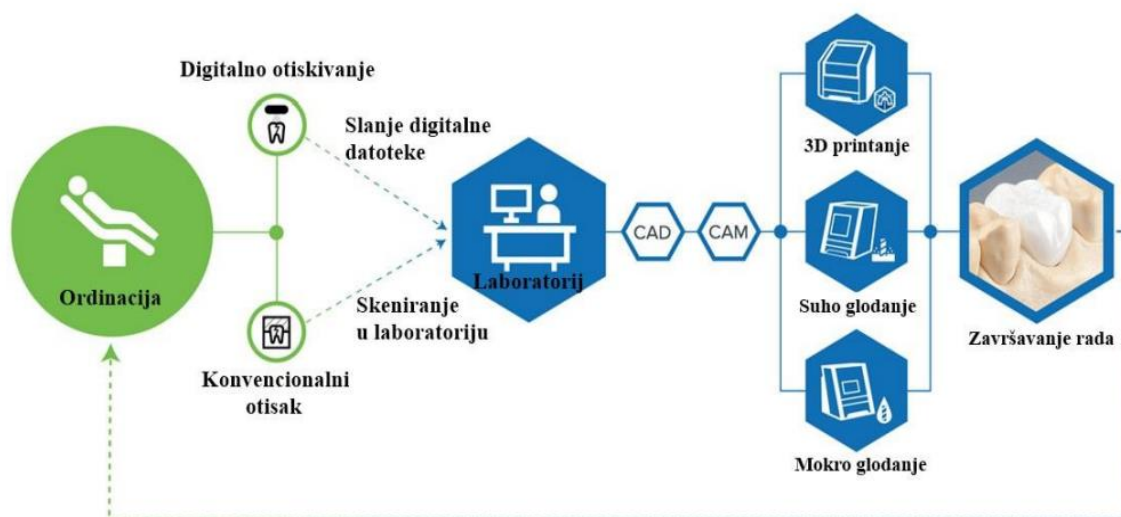 Digitalno otiskivanje
Slanje digitalne
datoteke
Ordinacija
Konvencionalni
otisak
Skeniranje
u laboratoriju
Laboratorij
CAD
CAM
3D printanje
Suho glodanje
Mokro glodanje
Završavanje rada